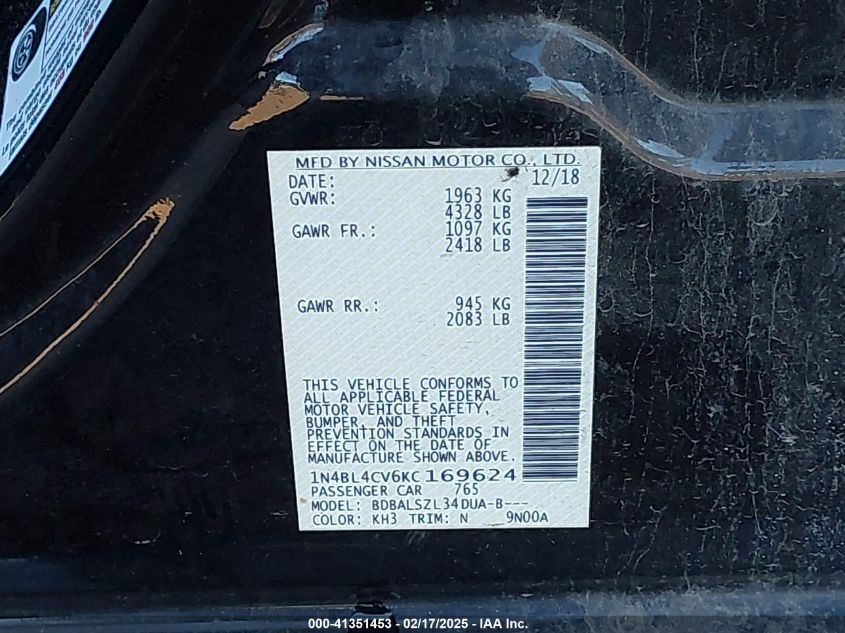 MFD BY NISSAN MOTOR CO., LTD.
DATE: 12/18
GVWR: 1963 KG
4328 LB
GAWR FR.: 1097 KG
2418 LB
GAWR RR.: 945 KG
2083 LB
THIS VEHICLE CONFORMS TO
ALL APPLICABLE FEDERAL
MOTOR VEHICLE SAFETY,
BUMPER, AND THEFT
PREVENTION STANDARDS IN
EFFECT ON THE DATE OF
MANUFACTURE SHOWN ABOVE.
1N4BL4CV6KC169624
PASSENGER CAR 765
MODEL: BDBALSZL34DUA-B---
COLOR: KH3 TRIM: N 9N00A
000-41351453 - 02/17/2025 - IAA Inc.